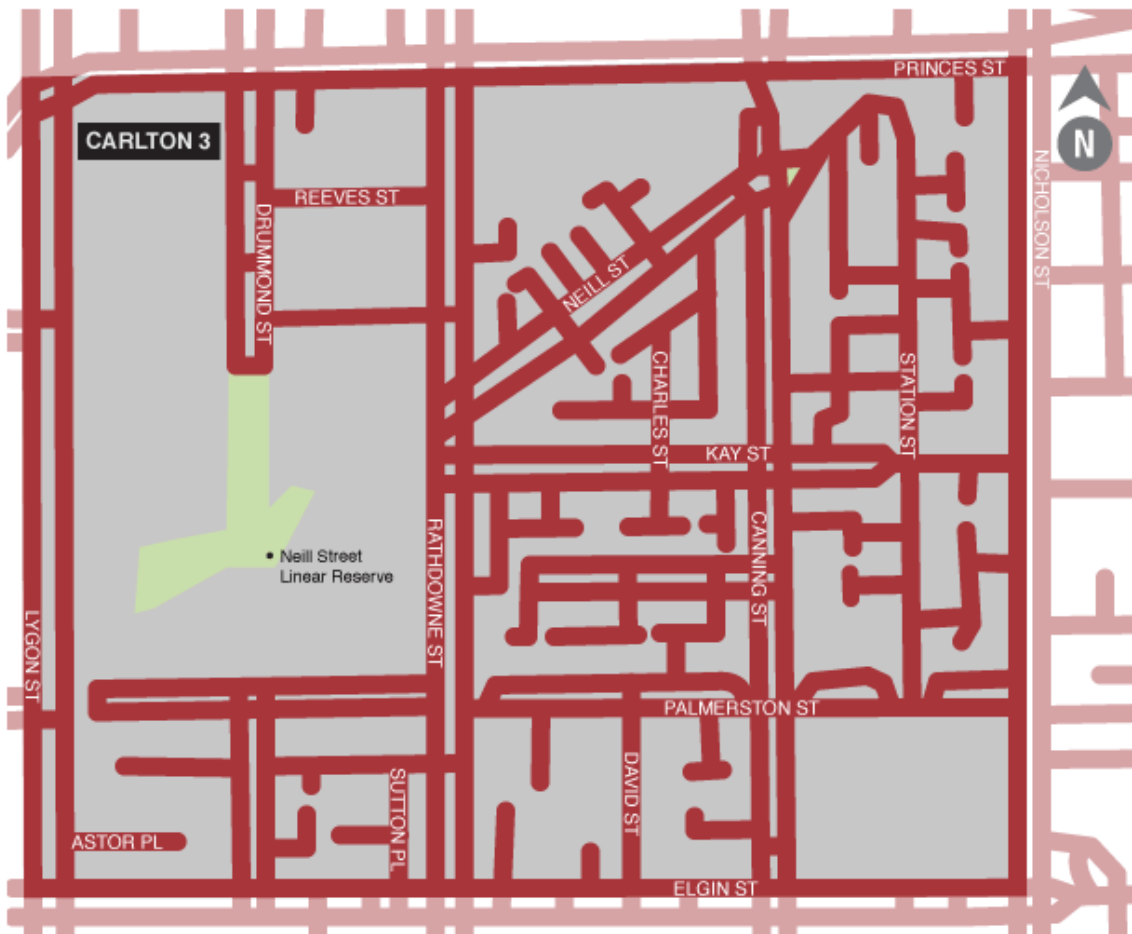 PRINCES ST
CARLTON 3
N
NICHOLSON ST
REEVES ST
DRUMMOND ST
NEILL ST
CHARLES ST
STATION ST
KAY ST
RATHDOWNE ST
CANNING ST
Neill Street
Linear Reserve
LYGON ST
PALMERSTON ST
DAVID ST
SUTTON PL
ASTOR PL
ELGIN ST